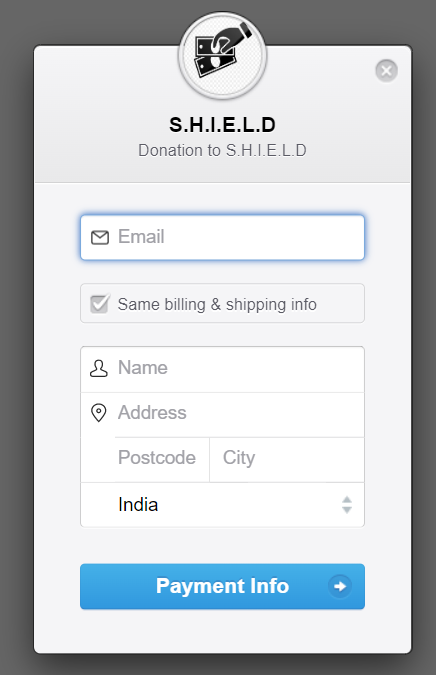 S.H.I.E.L.D
Donation to S.H.I.E.L.D
Email
Same billing & shipping info
Name
Address
Postcode City
India
Payment Info